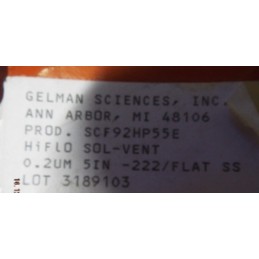 GELMAN SCIENCES, INC.
ANN ARBOR, MI 48106
PROD. SCF92HP55E
HiFLO SOL-VENT
0.2UM 5IN -222/FLAT SS
LOT 3189103